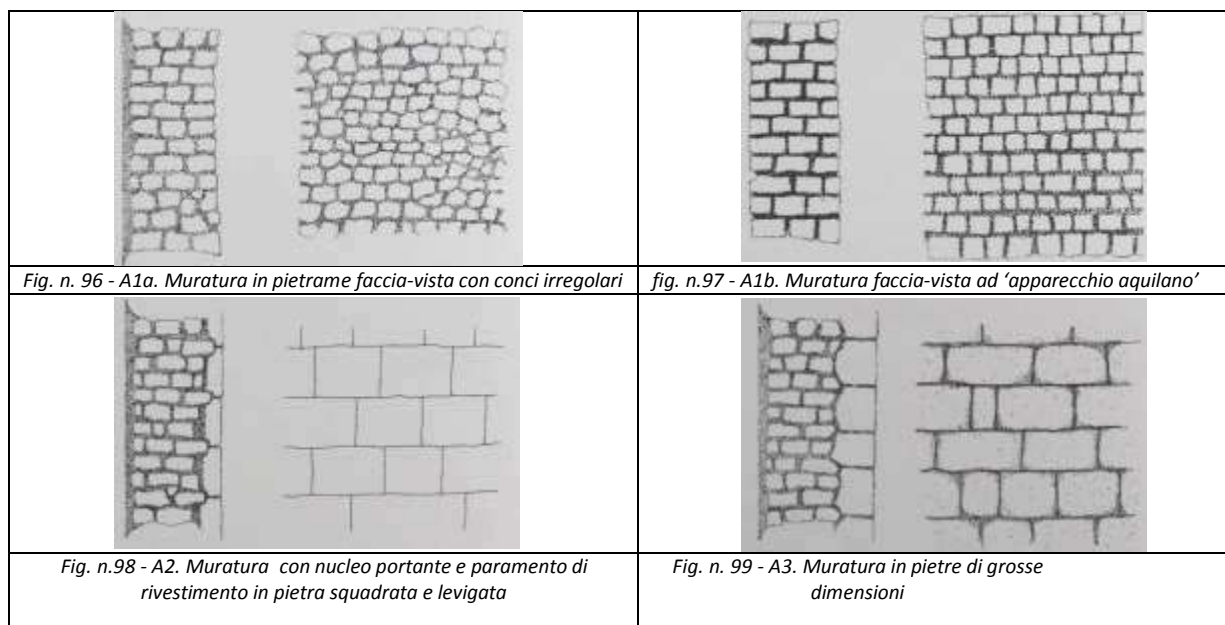 Fig. n. 96 - A1a. Muratura in pietrame faccia-vista con conci irregolari
fig.n.97 - A1b. Muratura faccia-vista ad ‘apparecchio aquilano’
Fig. n.98 - A2. Muratura con nucleo portante e paramento di
rivestimento in pietra squadrata e levigata
Fig. n. 99 - A3. Muratura in pietre di grosse
dimensioni